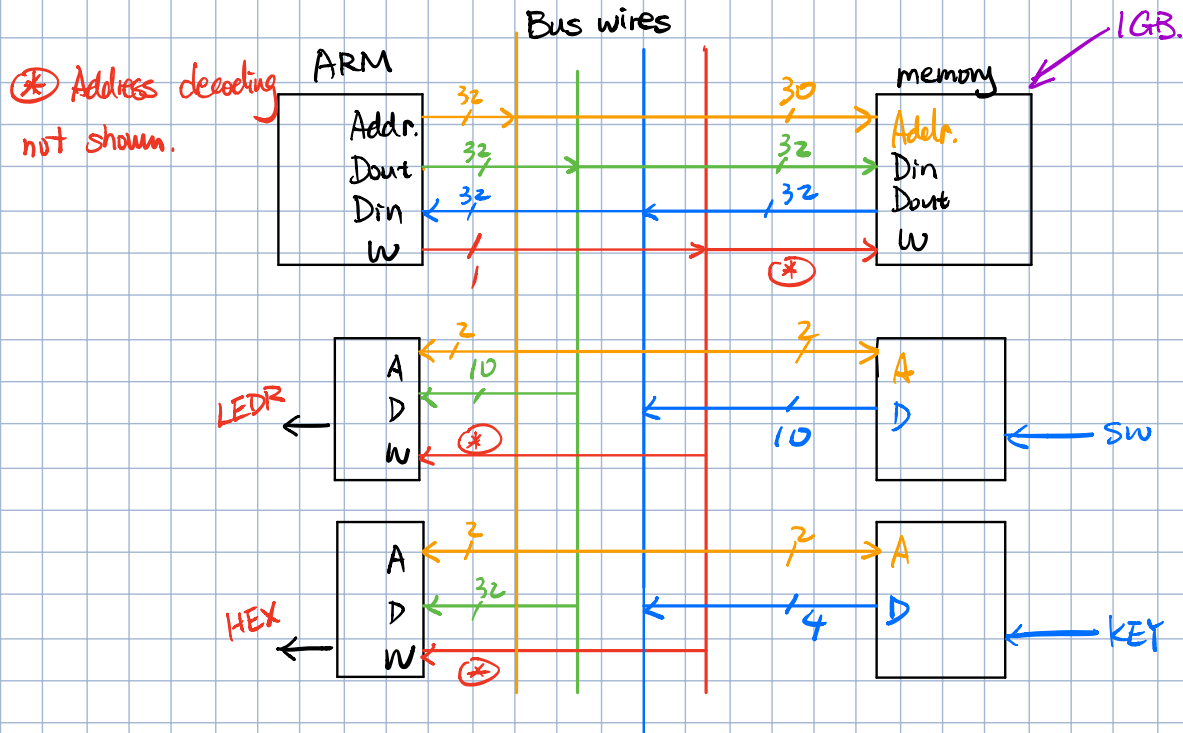 Bus wires
1GB.
ARM
memory
⊛ Address decoding
not shown.
Addr.
32
30
Addr.
Dout
32
32
Din
Din
32
32
Dout
W
1
⊛
W
A
2
2
A
LEDR
D
10
10
D
SW
W
⊛
A
2
2
A
HEX
D
32
4
D
KEY
W
⊛